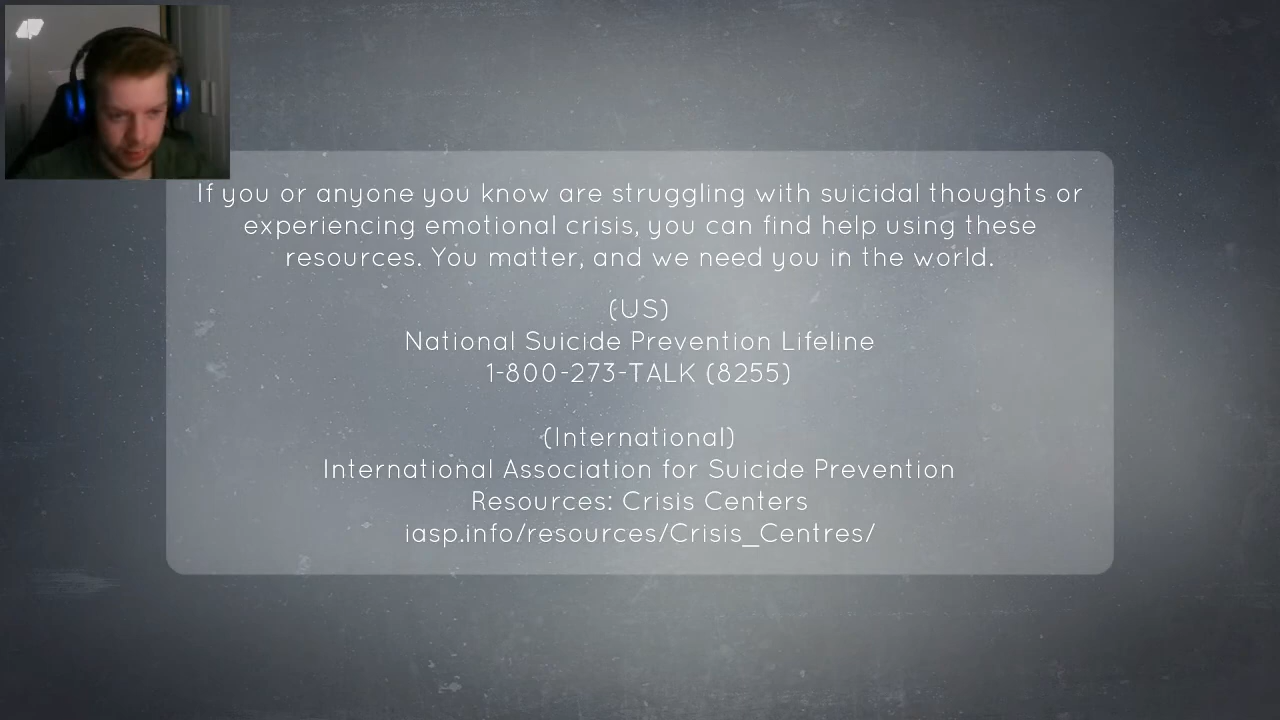 If you or anyone you know are struggling with suicidal thoughts or
experiencing emotional crisis, you can find help using these
resources. You matter, and we need you in the world.
(US)
National Suicide Prevention Lifeline
1-800-273-TALK (8255)
(International)
International Association for Suicide Prevention
Resources: Crisis Centers
iasp.info/resources/Crisis_Centres/